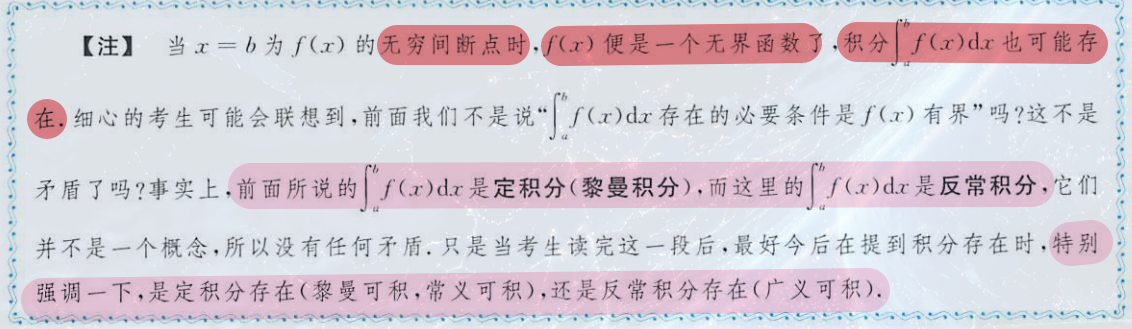 【注】 当 x = b 为 f(x) 的无穷间断点时,f(x) 便是一个无界函数了,积分∫ₐᵇ f(x)dx 也可能存
在.细心的考生可能会联想到,前面我们不是说“∫ₐᵇ f(x)dx 存在的必要条件是 f(x) 有界”吗?这不是
矛盾了吗?事实上,前面所说的∫ₐᵇ f(x)dx 是定积分(黎曼积分),而这里的∫ₐᵇ f(x)dx 是反常积分,它们
并不是一个概念,所以没有任何矛盾.只是当考生读完这一段后,最好今后在提到积分存在时,特别
强调一下,是定积分存在(黎曼可积,常义可积),还是反常积分存在(广义可积).